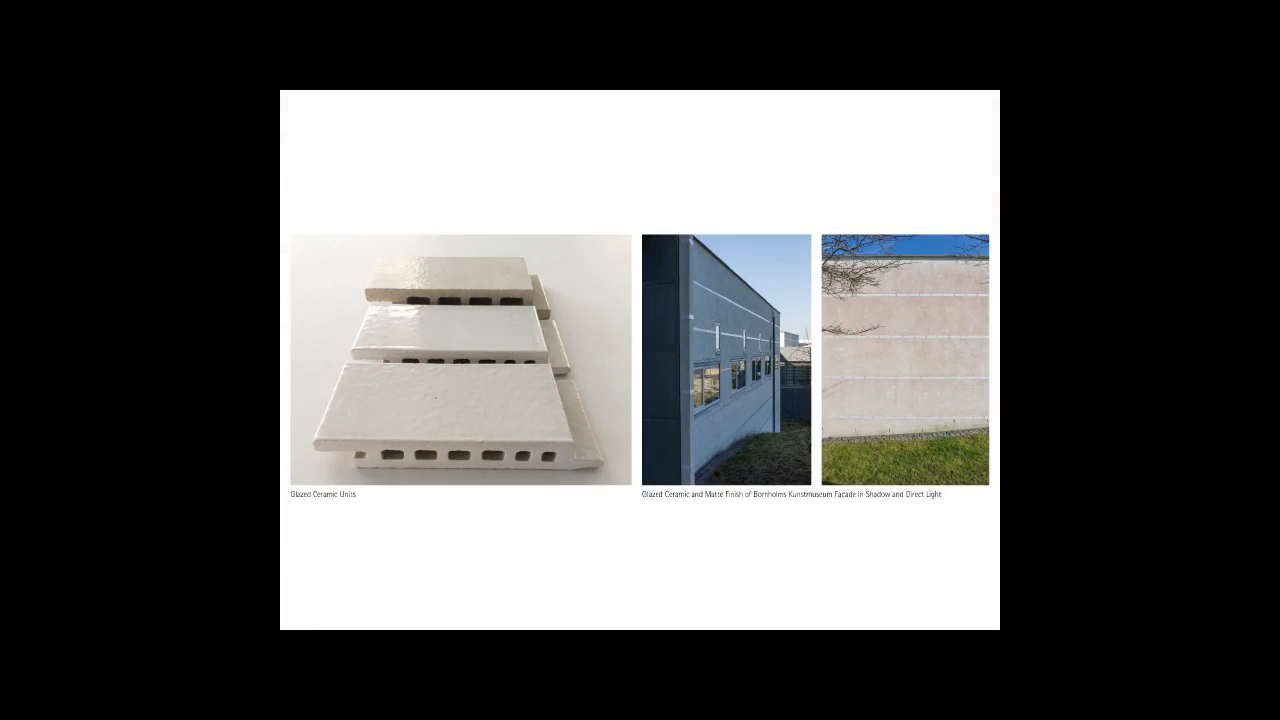 Glazed Ceramic Units
Glazed Ceramic and Matte Finish of Bornholms Kunstmuseum Facade in Shadow and Direct Light